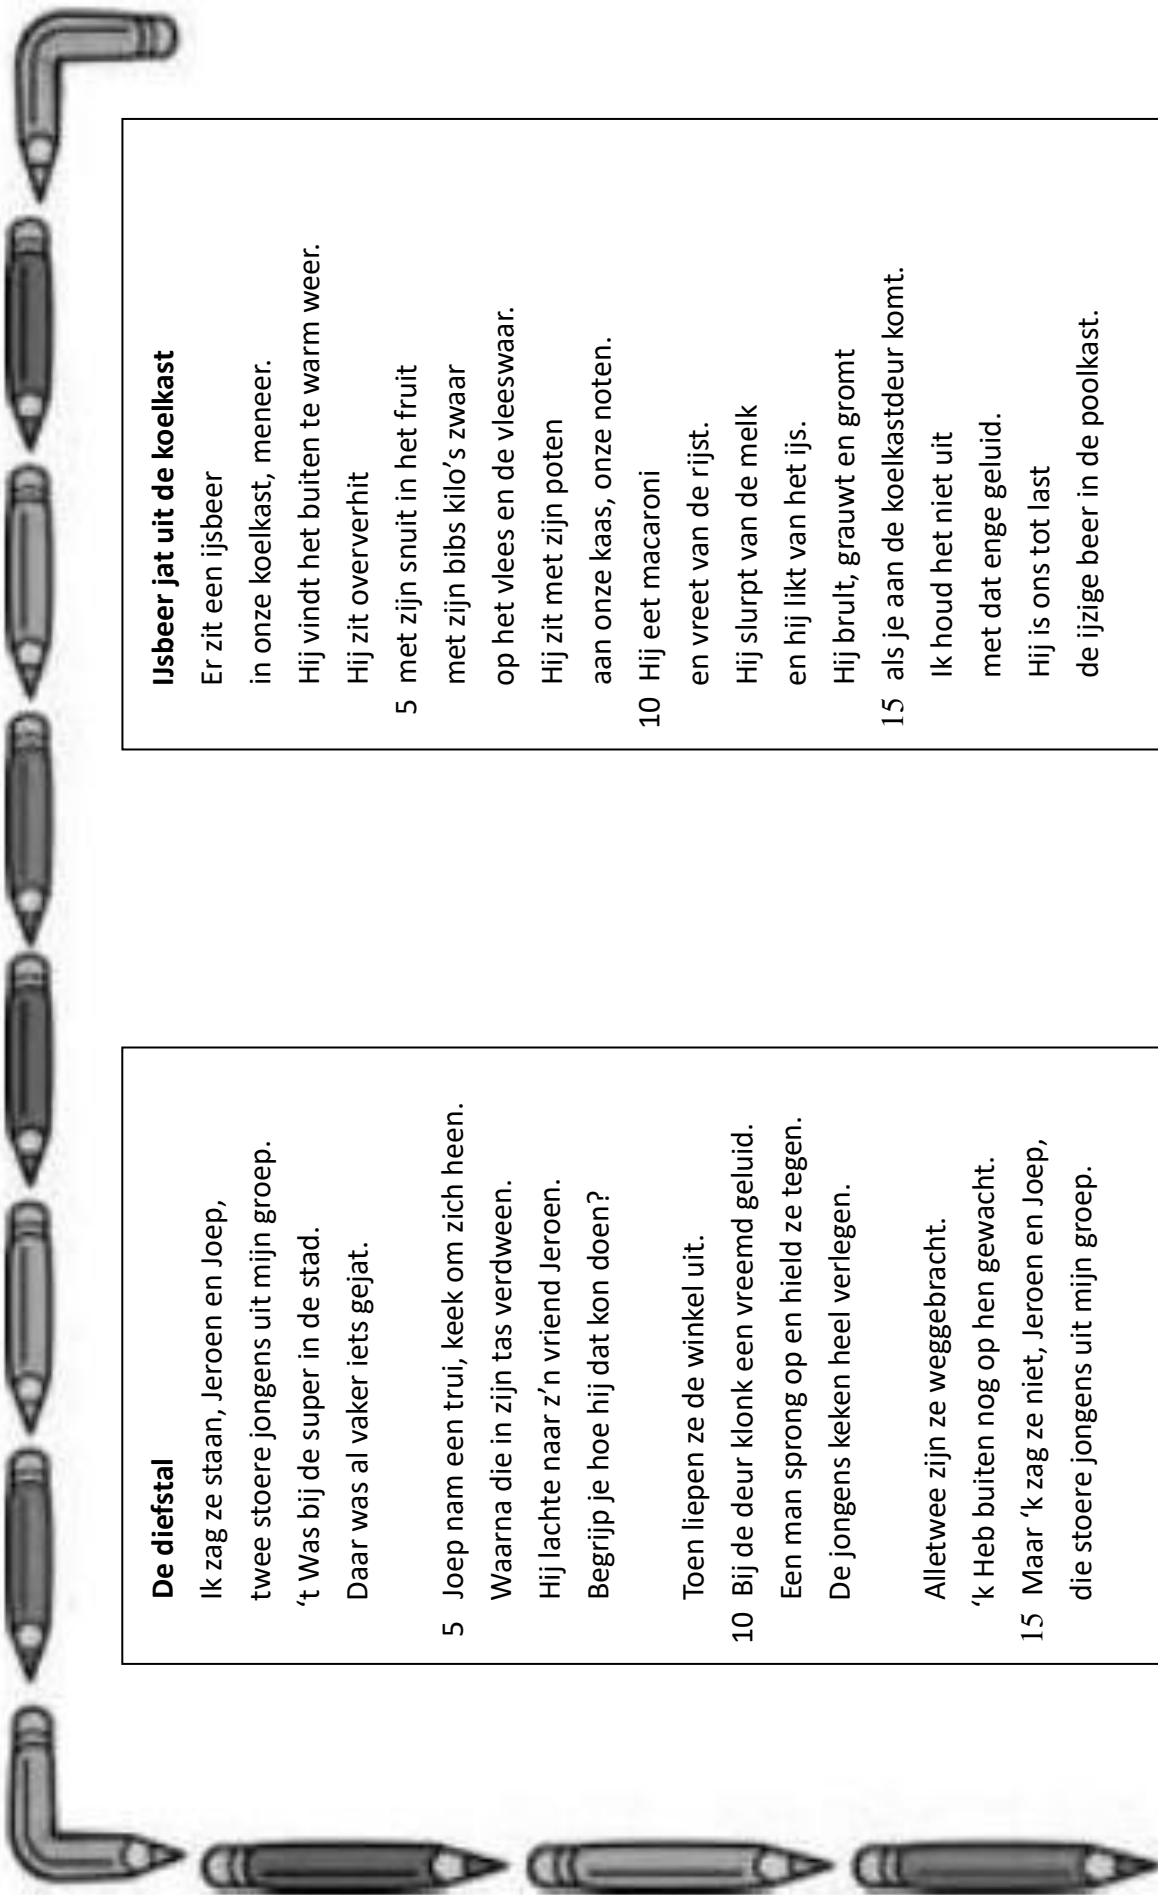 De diefstal
Ik zag ze staan, Jeroen en Joep,
twee stoere jongens uit mijn groep.
‘t Was bij de super in de stad.
Daar was al vaker iets gejat.
5 Joep nam een trui, keek om zich heen.
Waarna die in zijn tas verdween.
Hij lachte naar z’n vriend Jeroen.
Begrijp je hoe hij dat kon doen?
Toen liepen ze de winkel uit.
10 Bij de deur klonk een vreemd geluid.
Een man sprong op en hield ze tegen.
De jongens keken heel verlegen.
Alletwee zijn ze weggebracht.
‘k Heb buiten nog op hen gewacht.
15 Maar ‘k zag ze niet, Jeroen en Joep,
die stoere jongens uit mijn groep.
IJsbeer jat uit de koelkast
Er zit een ijsbeer
in onze koelkast, meneer.
Hij vindt het buiten te warm weer.
Hij zit oververhit
5 met zijn snuit in het fruit
met zijn bibs kilo’s zwaar
op het vlees en de vleeswaar.
Hij zit met zijn poten
aan onze kaas, onze noten.
10 Hij eet macaroni
en vreet van de rijst.
Hij slurpt van de melk
en hij likt van het ijs.
Hij brult, grauwt en gromt
15 als je aan de koelkastdeur komt.
Ik houd het niet uit
met dat enge geluid.
Hij is ons tot last
de ijzige beer in de poolkast.